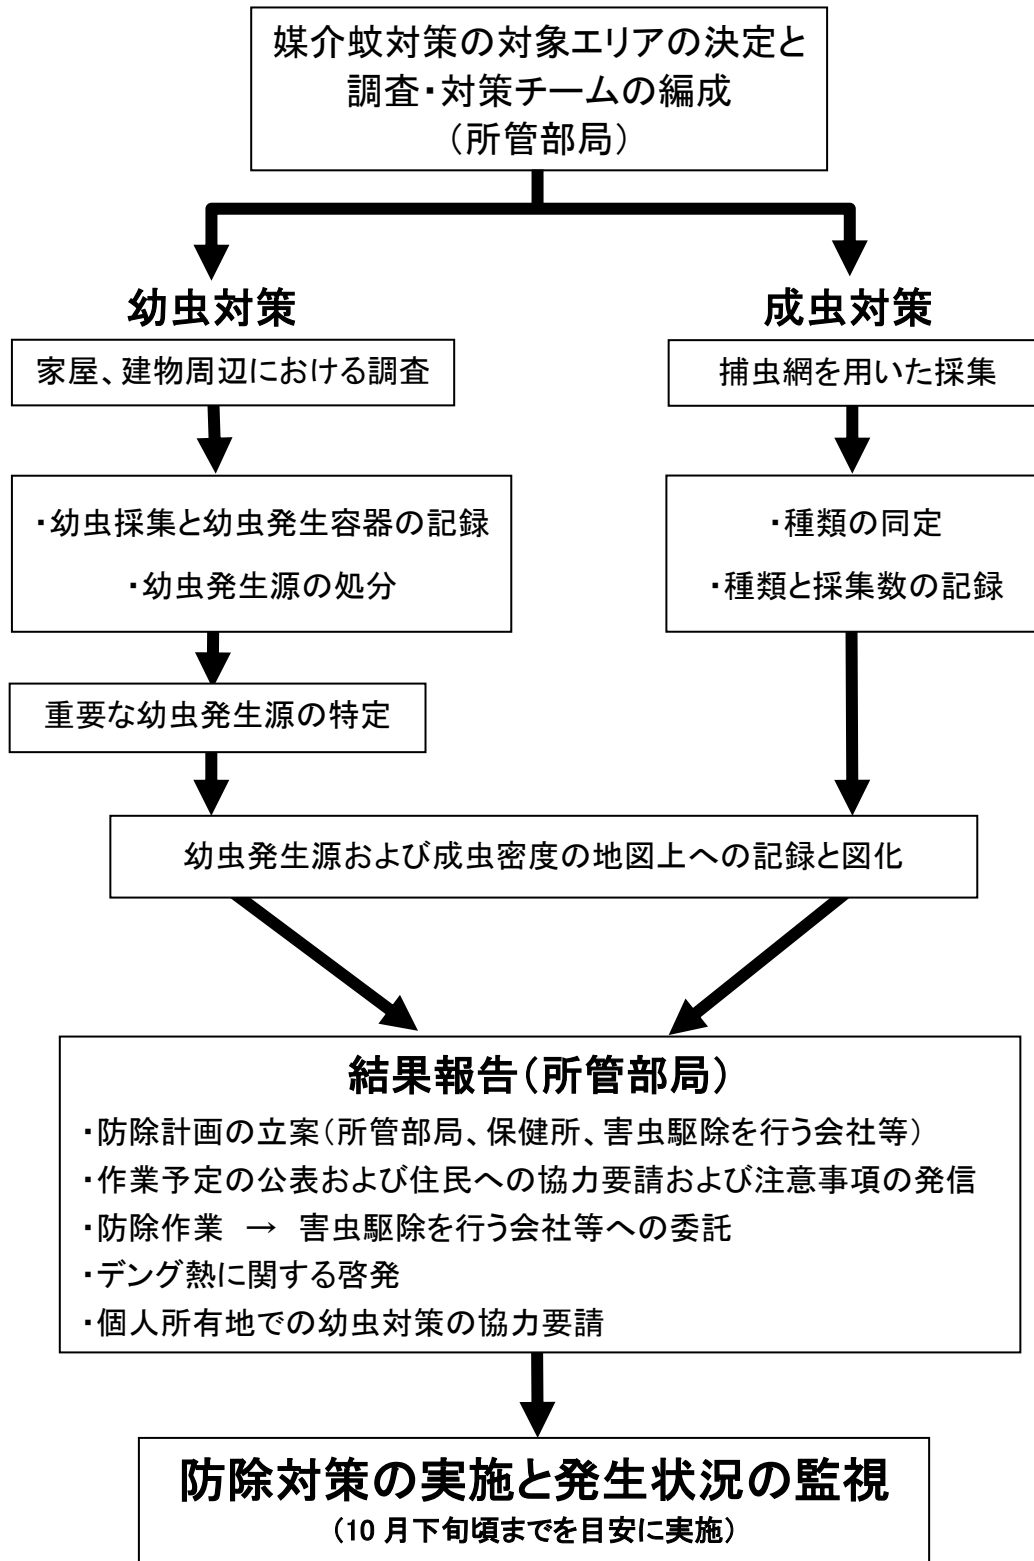 媒介蚊対策の対象エリアの決定と
調査・対策チームの編成
（所管部局）
幼虫対策
成虫対策
家屋、建物周辺における調査
捕虫網を用いた採集
・幼虫採集と幼虫発生容器の記録
・幼虫発生源の処分
・種類の同定
・種類と採集数の記録
重要な幼虫発生源の特定
幼虫発生源および成虫密度の地図上への記録と図化
結果報告（所管部局）
・防除計画の立案（所管部局、保健所、害虫駆除を行う会社等）
・作業予定の公表および住民への協力要請および注意事項の発信
・防除作業　→　害虫駆除を行う会社等への委託
・デング熱に関する啓発
・個人所有地での幼虫対策の協力要請
防除対策の実施と発生状況の監視
（10 月下旬頃までを目安に実施）